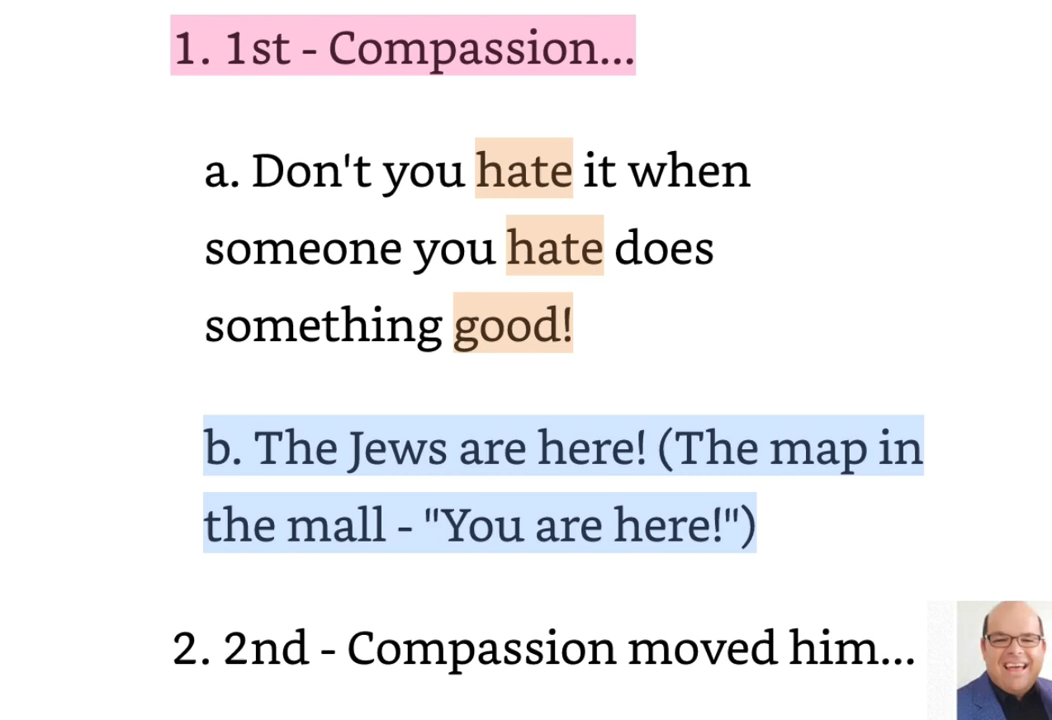 1. 1st - Compassion...
a. Don't you hate it when
someone you hate does
something good!
b. The Jews are here! (The map in
the mall - "You are here!")
2. 2nd - Compassion moved him...